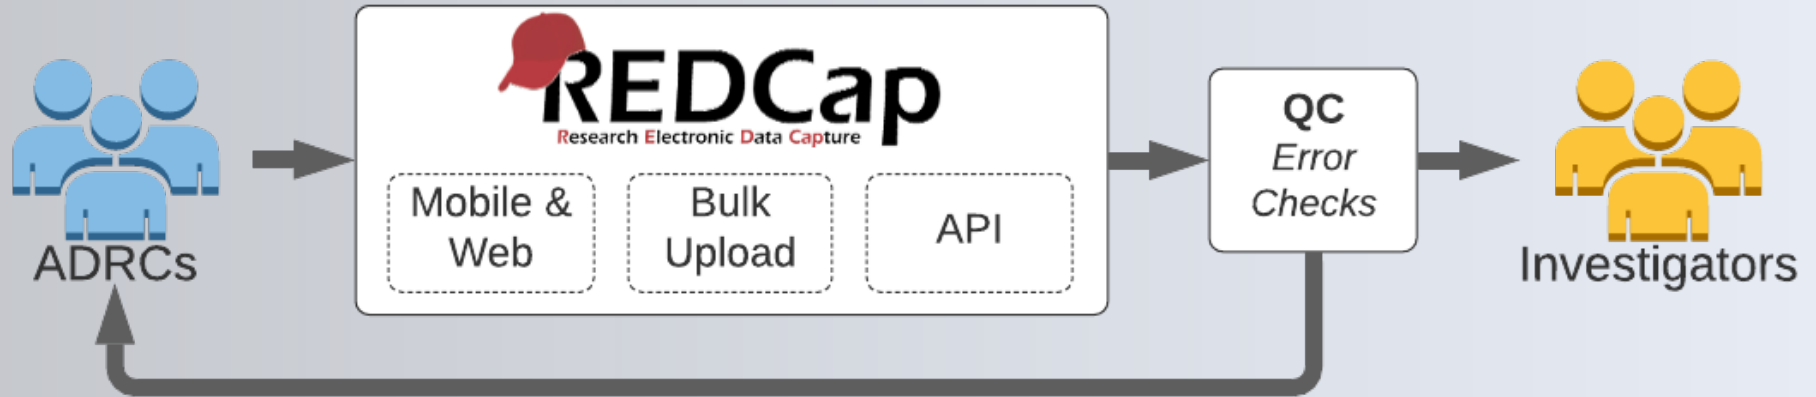 ADRCs
REDCap
Research Electronic Data Capture
Mobile &
Web
Bulk
Upload
API
QC
Error
Checks
Investigators